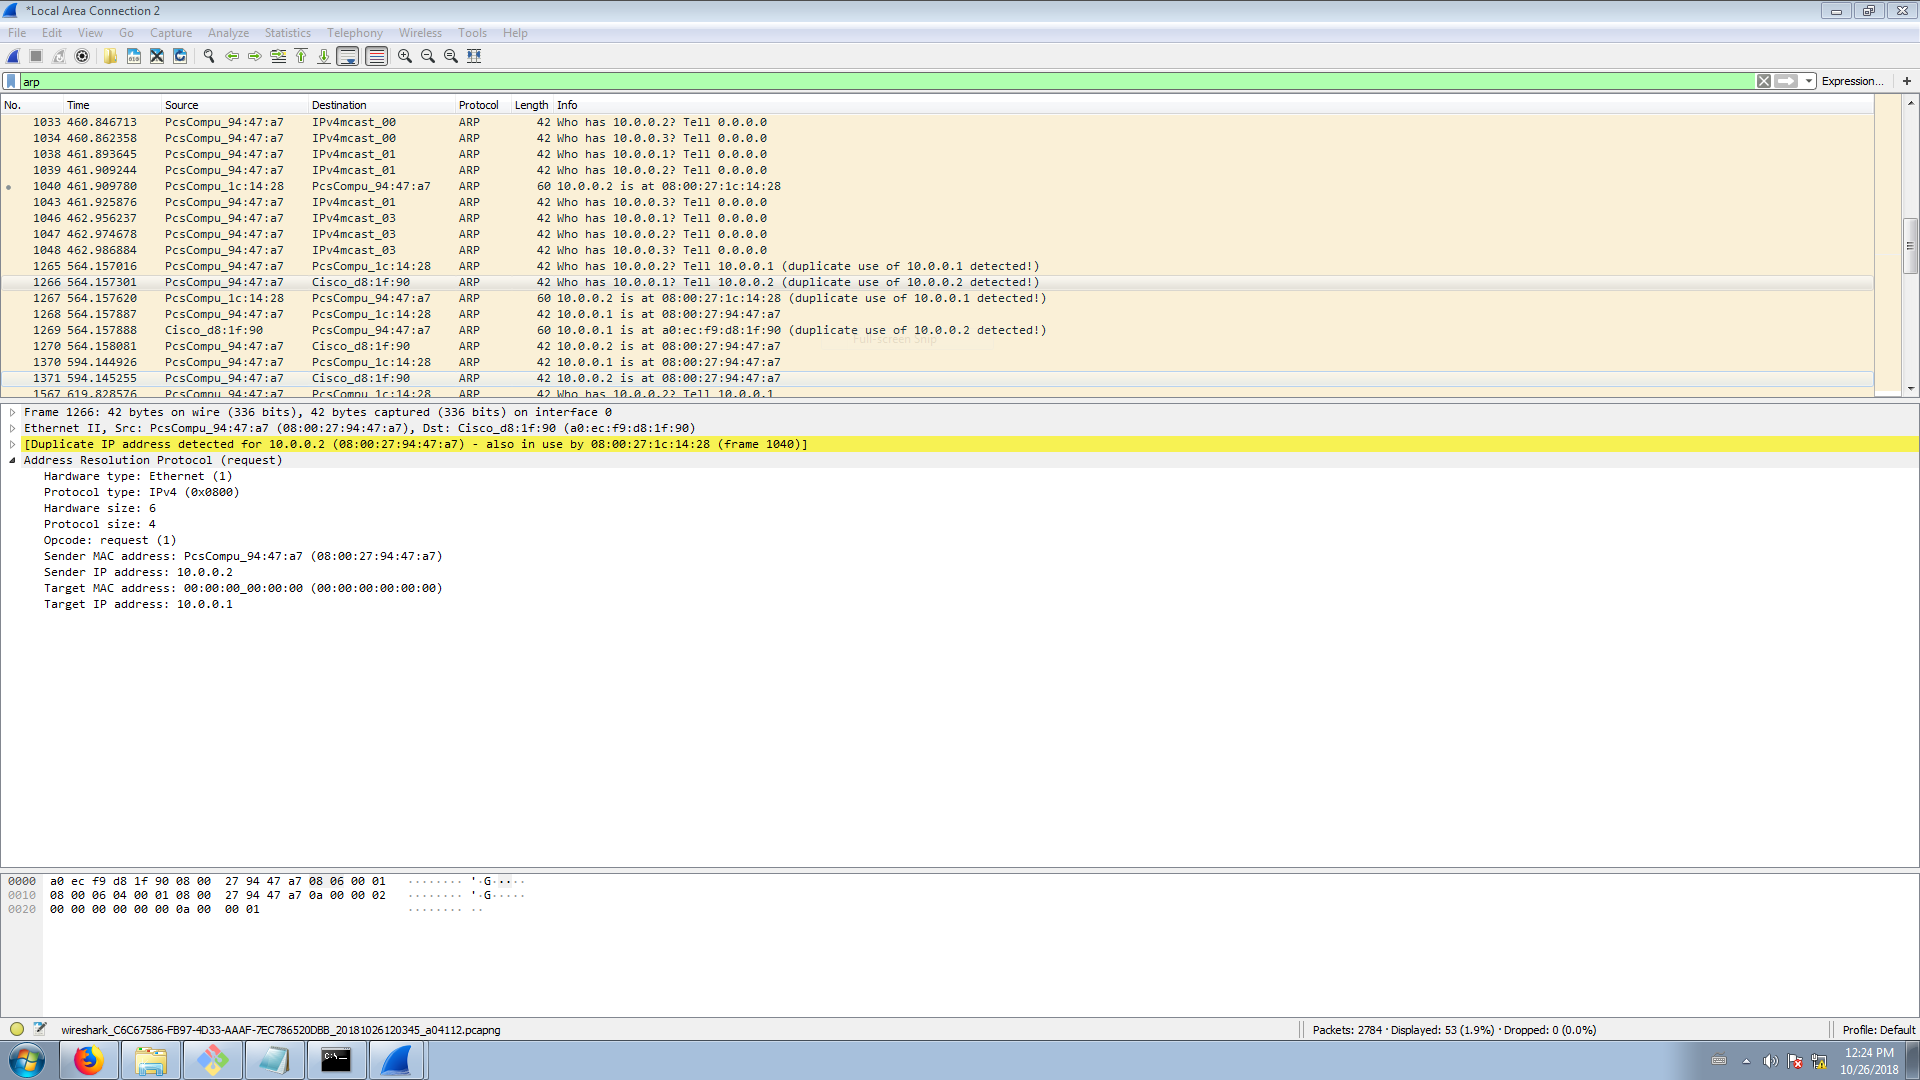 *Local Area Connection 2
File Edit View Go Capture Analyze Statistics Telephony Wireless Tools Help
arp
Expression... +
No. Time Source Destination Protocol Length Info
1033 460.846713 PcsCompu_94:47:a7 IPv4mcast_00 ARP 42 Who has 10.0.0.2? Tell 0.0.0.0
1034 460.862358 PcsCompu_94:47:a7 IPv4mcast_00 ARP 42 Who has 10.0.0.3? Tell 0.0.0.0
1038 461.893645 PcsCompu_94:47:a7 IPv4mcast_01 ARP 42 Who has 10.0.0.1? Tell 0.0.0.0
1039 461.909244 PcsCompu_94:47:a7 IPv4mcast_01 ARP 42 Who has 10.0.0.2? Tell 0.0.0.0
1040 461.909780 PcsCompu_1c:14:28 PcsCompu_94:47:a7 ARP 60 10.0.0.2 is at 08:00:27:1c:14:28
1043 461.925876 PcsCompu_94:47:a7 IPv4mcast_01 ARP 42 Who has 10.0.0.3? Tell 0.0.0.0
1046 462.956237 PcsCompu_94:47:a7 IPv4mcast_03 ARP 42 Who has 10.0.0.1? Tell 0.0.0.0
1047 462.974678 PcsCompu_94:47:a7 IPv4mcast_03 ARP 42 Who has 10.0.0.2? Tell 0.0.0.0
1048 462.986884 PcsCompu_94:47:a7 IPv4mcast_03 ARP 42 Who has 10.0.0.3? Tell 0.0.0.0
1265 564.157016 PcsCompu_94:47:a7 PcsCompu_1c:14:28 ARP 42 Who has 10.0.0.2? Tell 10.0.0.1 (duplicate use of 10.0.0.1 detected!)
1266 564.157301 PcsCompu_94:47:a7 Cisco_d8:1f:90 ARP 42 Who has 10.0.0.1? Tell 10.0.0.2 (duplicate use of 10.0.0.2 detected!)
1267 564.157620 PcsCompu_1c:14:28 PcsCompu_94:47:a7 ARP 60 10.0.0.2 is at 08:00:27:1c:14:28 (duplicate use of 10.0.0.1 detected!)
1268 564.157887 PcsCompu_94:47:a7 PcsCompu_1c:14:28 ARP 42 10.0.0.1 is at 08:00:27:94:47:a7
1269 564.157888 Cisco_d8:1f:90 PcsCompu_94:47:a7 ARP 60 10.0.0.1 is at a0:ec:f9:d8:1f:90 (duplicate use of 10.0.0.2 detected!)
Full-screen Snip
1270 564.158081 PcsCompu_94:47:a7 Cisco_d8:1f:90 ARP 42 10.0.0.2 is at 08:00:27:94:47:a7
1370 594.144926 PcsCompu_94:47:a7 PcsCompu_1c:14:28 ARP 42 10.0.0.1 is at 08:00:27:94:47:a7
1371 594.145255 PcsCompu_94:47:a7 Cisco_d8:1f:90 ARP 42 10.0.0.2 is at 08:00:27:94:47:a7
1567 619.828576 PcsCompu_94:47:a7 PcsCompu_1c:14:28 ARP 42 Who has 10.0.0.2? Tell 10.0.0.1
Frame 1266: 42 bytes on wire (336 bits), 42 bytes captured (336 bits) on interface 0
Ethernet II, Src: PcsCompu_94:47:a7 (08:00:27:94:47:a7), Dst: Cisco_d8:1f:90 (a0:ec:f9:d8:1f:90)
[Duplicate IP address detected for 10.0.0.2 (08:00:27:94:47:a7) - also in use by 08:00:27:1c:14:28 (frame 1040)]
Address Resolution Protocol (request)
Hardware type: Ethernet (1)
Protocol type: IPv4 (0x0800)
Hardware size: 6
Protocol size: 4
Opcode: request (1)
Sender MAC address: PcsCompu_94:47:a7 (08:00:27:94:47:a7)
Sender IP address: 10.0.0.2
Target MAC address: 00:00:00_00:00:00 (00:00:00:00:00:00)
Target IP address: 10.0.0.1
0000 a0 ec f9 d8 1f 90 08 00 27 94 47 a7 08 06 00 01 ········ '·G·····
0010 08 00 06 04 00 01 08 00 27 94 47 a7 0a 00 00 02 ········ '·G·····
0020 00 00 00 00 00 00 0a 00 00 01 ········ ··
wireshark_C6C67586-FB97-4D33-AAAF-7EC786520DBB_20181026120345_a04112.pcapng
Packets: 2784 · Displayed: 53 (1.9%) · Dropped: 0 (0.0%)
Profile: Default
12:24 PM
10/26/2018